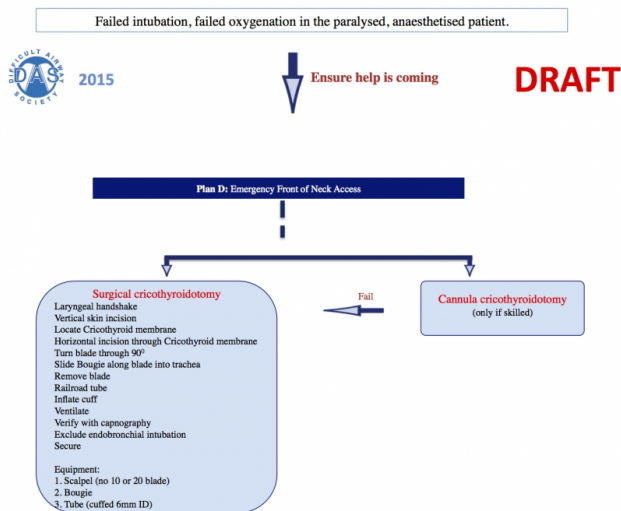 Failed intubation, failed oxygenation in the paralysed, anaesthetised patient.
DIFFICULT AIRWAY SOCIETY
DAS
2015
Ensure help is coming
DRAFT
Plan D: Emergency Front of Neck Access
Surgical cricothyroidotomy
Laryngeal handshake
Vertical skin incision
Locate Cricothyroid membrane
Horizontal incision through Cricothyroid membrane
Turn blade through 90⁰
Slide Bougie along blade into trachea
Remove blade
Railroad tube
Inflate cuff
Ventilate
Verify with capnography
Exclude endobronchial intubation
Secure
Equipment:
1. Scalpel (no 10 or 20 blade)
2. Bougie
3. Tube (cuffed 6mm ID)
Fail
Cannula cricothyroidotomy
(only if skilled)